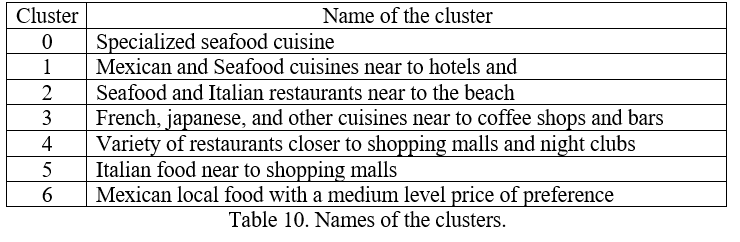 Cluster Name of the cluster
0 Specialized seafood cuisine
1 Mexican and Seafood cuisines near to hotels and
2 Seafood and Italian restaurants near to the beach
3 French, japanese, and other cuisines near to coffee shops and bars
4 Variety of restaurants closer to shopping malls and night clubs
5 Italian food near to shopping malls
6 Mexican local food with a medium level price of preference
Table 10. Names of the clusters.